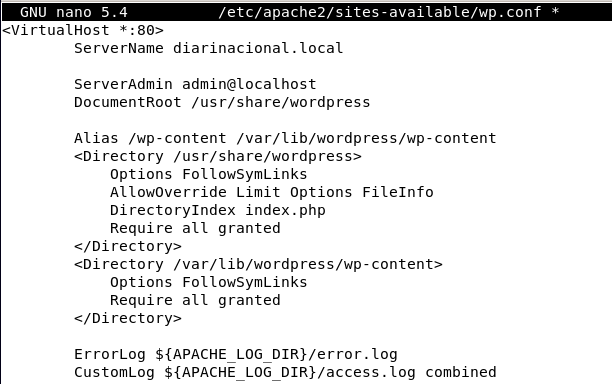 GNU nano 5.4 /etc/apache2/sites-available/wp.conf *
<VirtualHost *:80>
ServerName diarinacional.local
ServerAdmin admin@localhost
DocumentRoot /usr/share/wordpress
Alias /wp-content /var/lib/wordpress/wp-content
<Directory /usr/share/wordpress>
Options FollowSymLinks
AllowOverride Limit Options FileInfo
DirectoryIndex index.php
Require all granted
</Directory>
<Directory /var/lib/wordpress/wp-content>
Options FollowSymLinks
Require all granted
</Directory>
ErrorLog ${APACHE_LOG_DIR}/error.log
CustomLog ${APACHE_LOG_DIR}/access.log combined